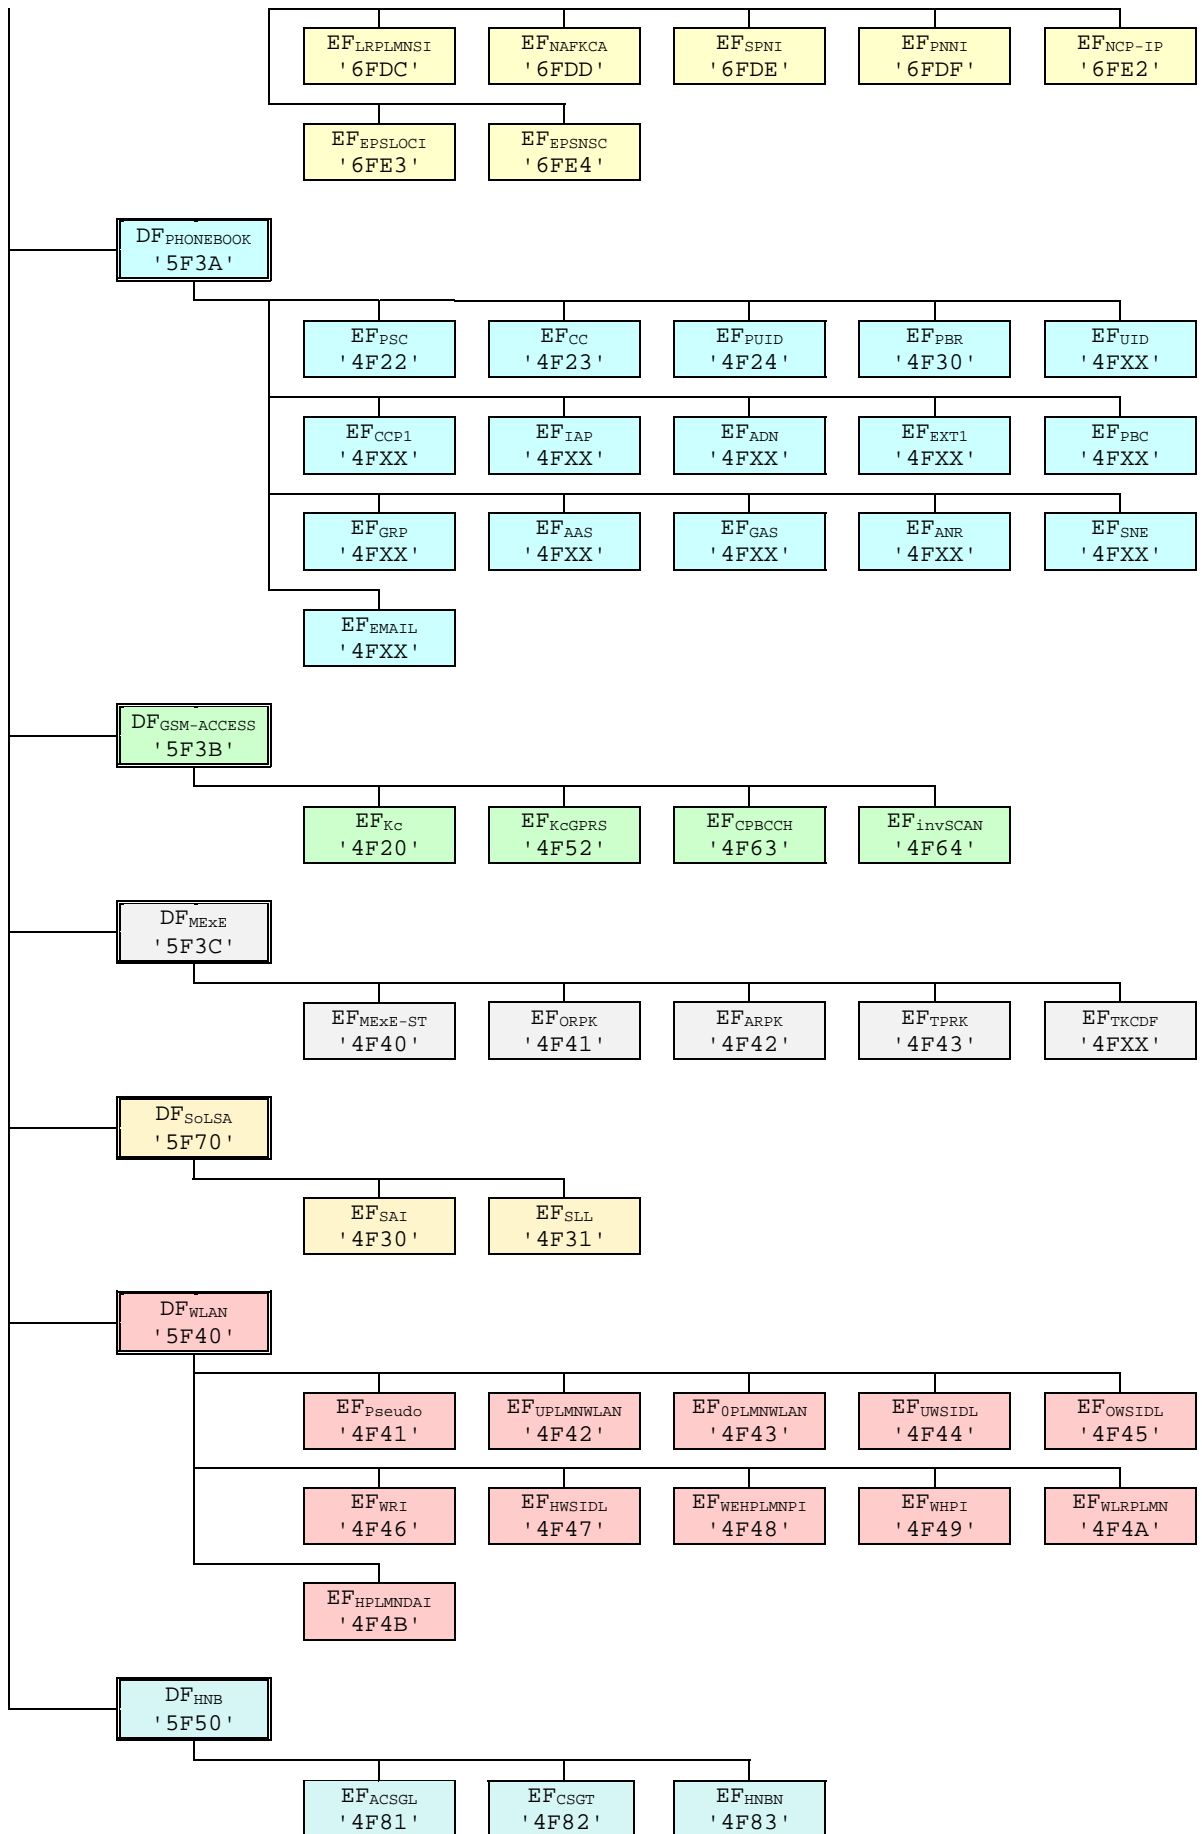 EFLRPLMNSI EFNAFKCA EFSPNI EFPNNI EFNCP-IP
'6FDC' '6FDD' '6FDE' '6FDF' '6FE2'
EFEPSLOCI EFEPSNSC
'6FE3' '6FE4'
DFPHONEBOOK
'5F3A'
EFPSC EFCC EFPUID EFPBR EFUID
'4F22' '4F23' '4F24' '4F30' '4FXX'
EFCCP1 EFIAP EFADN EFEXT1 EFPBC
'4FXX' '4FXX' '4FXX' '4FXX' '4FXX'
EFGRP EFAAS EFGAS EFANR EFSNE
'4FXX' '4FXX' '4FXX' '4FXX' '4FXX'
EFEMAIL
'4FXX'
DFGSM-ACCESS
'5F3B'
EFKc EFKcGPRS EFCPBCCH EFinvSCAN
'4F20' '4F52' '4F63' '4F64'
DFMExE
'5F3C'
EFMExE-ST EFORPK EFARPK EFTPRK EFTKCDF
'4F40' '4F41' '4F42' '4F43' '4FXX'
DFSoLSA
'5F70'
EFSAI EFSLL
'4F30' '4F31'
DFWLAN
'5F40'
EFPseudo EFUPLMNWLAN EF0PLMNWLAN EFUWSIDL EFOWSIDL
'4F41' '4F42' '4F43' '4F44' '4F45'
EFWRI EFHWSIDL EFWEHPLMNPI EFWHPI EFWLRPLMN
'4F46' '4F47' '4F48' '4F49' '4F4A'
EFHPLMNDAI
'4F4B'
DFHNB
'5F50'
EFACSGL EFCSGT EFHNBN
'4F81' '4F82' '4F83'